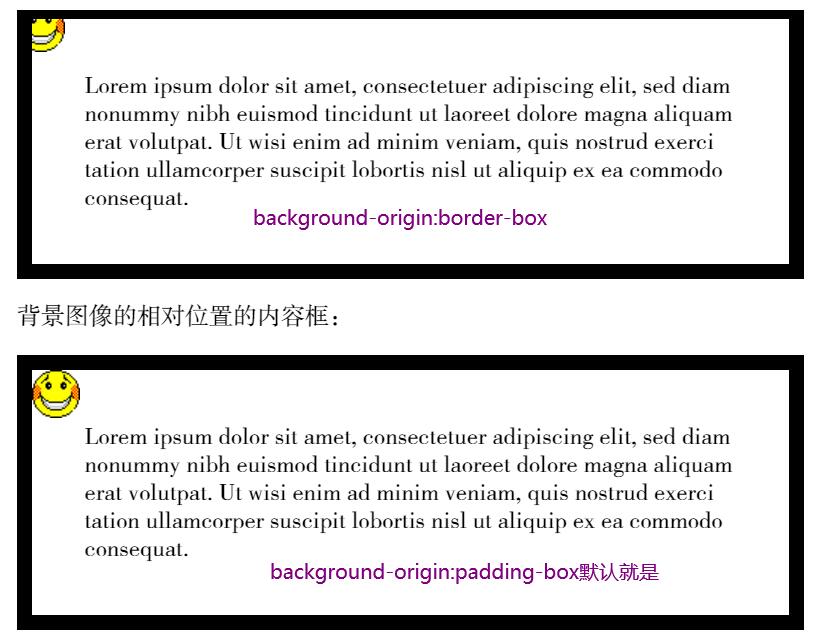 Lorem ipsum dolor sit amet, consectetuer adipiscing elit, sed diam
nonummy nibh euismod tincidunt ut laoreet dolore magna aliquam
erat volutpat. Ut wisi enim ad minim veniam, quis nostrud exerci
tation ullamcorper suscipit lobortis nisl ut aliquip ex ea commodo
consequat.
background-origin:border-box
背景图像的相对位置的内容框：
Lorem ipsum dolor sit amet, consectetuer adipiscing elit, sed diam
nonummy nibh euismod tincidunt ut laoreet dolore magna aliquam
erat volutpat. Ut wisi enim ad minim veniam, quis nostrud exerci
tation ullamcorper suscipit lobortis nisl ut aliquip ex ea commodo
consequat.
background-origin:padding-box默认就是